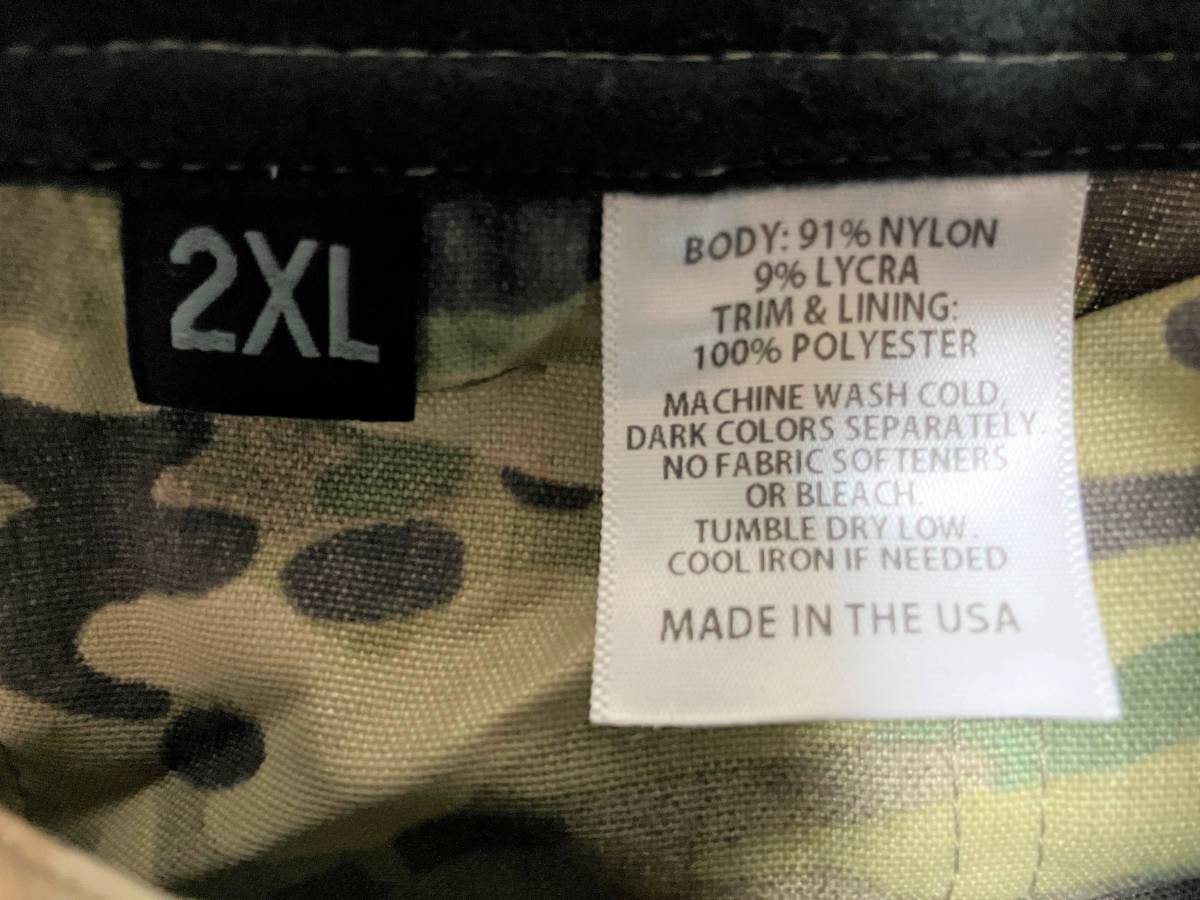 2XL
BODY: 91% NYLON
9% LYCRA
TRIM & LINING:
100% POLYESTER
MACHINE WASH COLD,
DARK COLORS SEPARATELY.
NO FABRIC SOFTENERS
OR BLEACH.
TUMBLE DRY LOW.
COOL IRON IF NEEDED
MADE IN THE USA